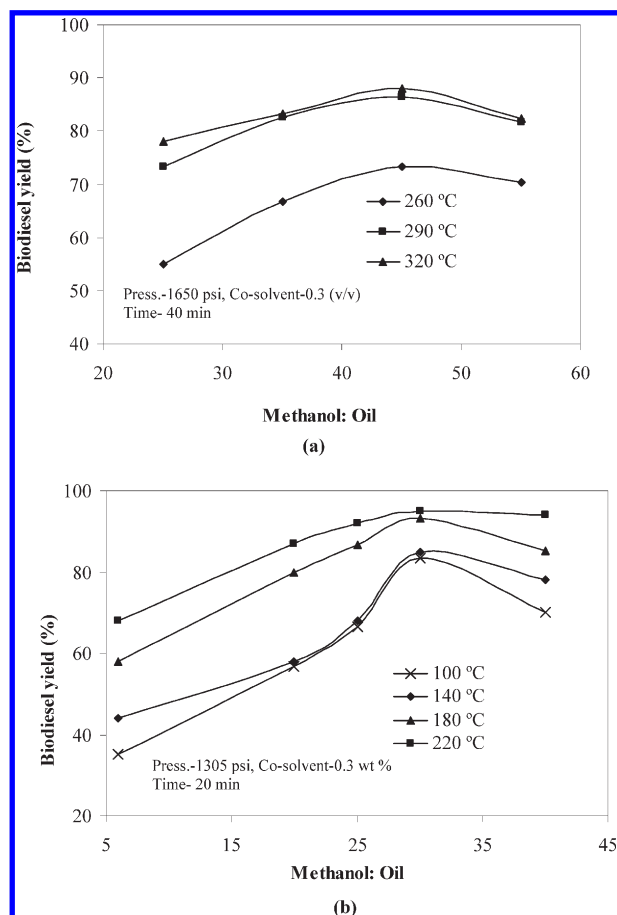 100
90
80
70
60
50
40
20
30
40
50
60
Biodiesel yield (%)
260 ºC
290 ºC
320 ºC
Press.-1650 psi, Co-solvent-0.3 (v/v)
Time- 40 min
Methanol: Oil
(a)
100
80
60
40
20
5
15
25
35
45
Biodiesel yield (%)
100 ºC
140 ºC
180 ºC
220 ºC
Press.-1305 psi, Co-solvent-0.3 wt %
Time- 20 min
Methanol: Oil
(b)